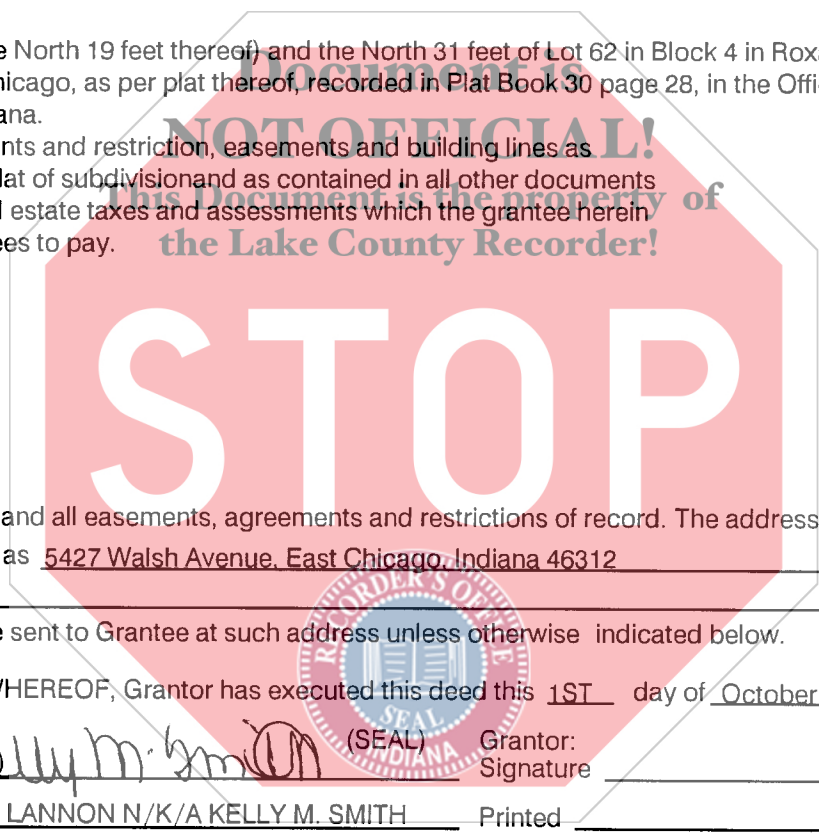 e North 19 feet thereof) and the North 31 feet of Lot 62 in Block 4 in Rox
Document is
hicago, as per plat thereof, recorded in Plat Book 30 page 28, in the Offi
ana.
NOT OFFICIAL!
nts and restriction, easements and building lines as
lat of subdivisionand as contained in all other documents
This Document is the property of
l estate taxes and assessments which the grantee herein
ees to pay.
the Lake County Recorder!
STOP
and all easements, agreements and restrictions of record. The address
as 5427 Walsh Avenue, East Chicago, Indiana 46312
RECORDER'S OFFICE
e sent to Grantee at such address unless otherwise indicated below.
WHEREOF, Grantor has executed this deed this 1ST day of October
SEAL
INDIANA
lly M. Smith (SEAL) Grantor:
Signature
LANNON N/K/A KELLY M. SMITH Printed